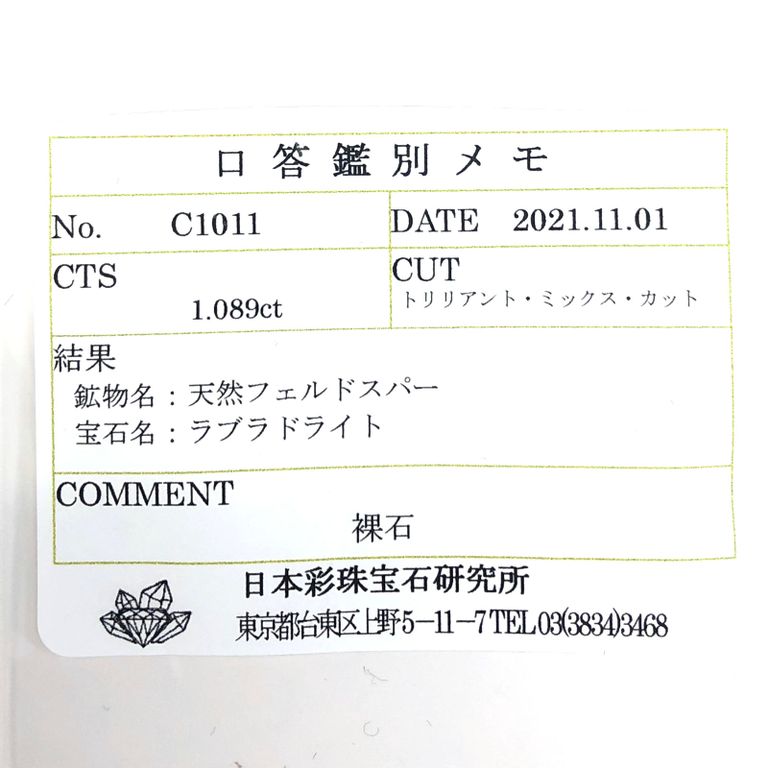 口答鑑別メモ
No. C1011 DATE 2021.11.01
CTS CUT
1.089ct トリリアント・ミックス・カット
結果
鉱物名：天然フェルドスパー
宝石名：ラブラドライト
COMMENT
裸石
日本彩珠宝石研究所
東京都台東区上野5-11-7 TEL 03(3834)3468